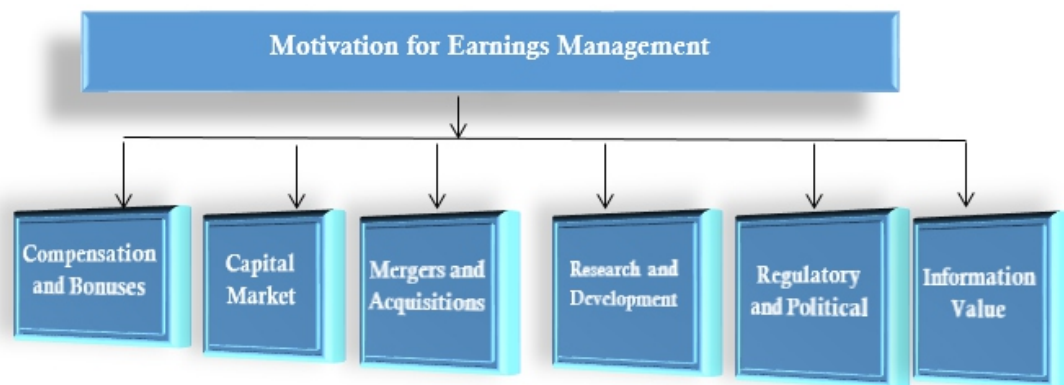 Motivation for Earnings Management
Compensation
and Bonuses
Capital
Market
Mergers and
Acquisitions
Research and
Development
Regulatory
and Political
Information
Value